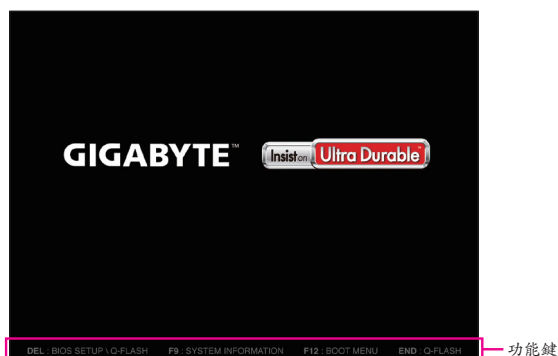 GIGABYTE™
Insist on Ultra Durable™
DEL : BIOS SETUP \ Q-FLASH F9 : SYSTEM INFORMATION F12 : BOOT MENU END : Q-FLASH
功能鍵